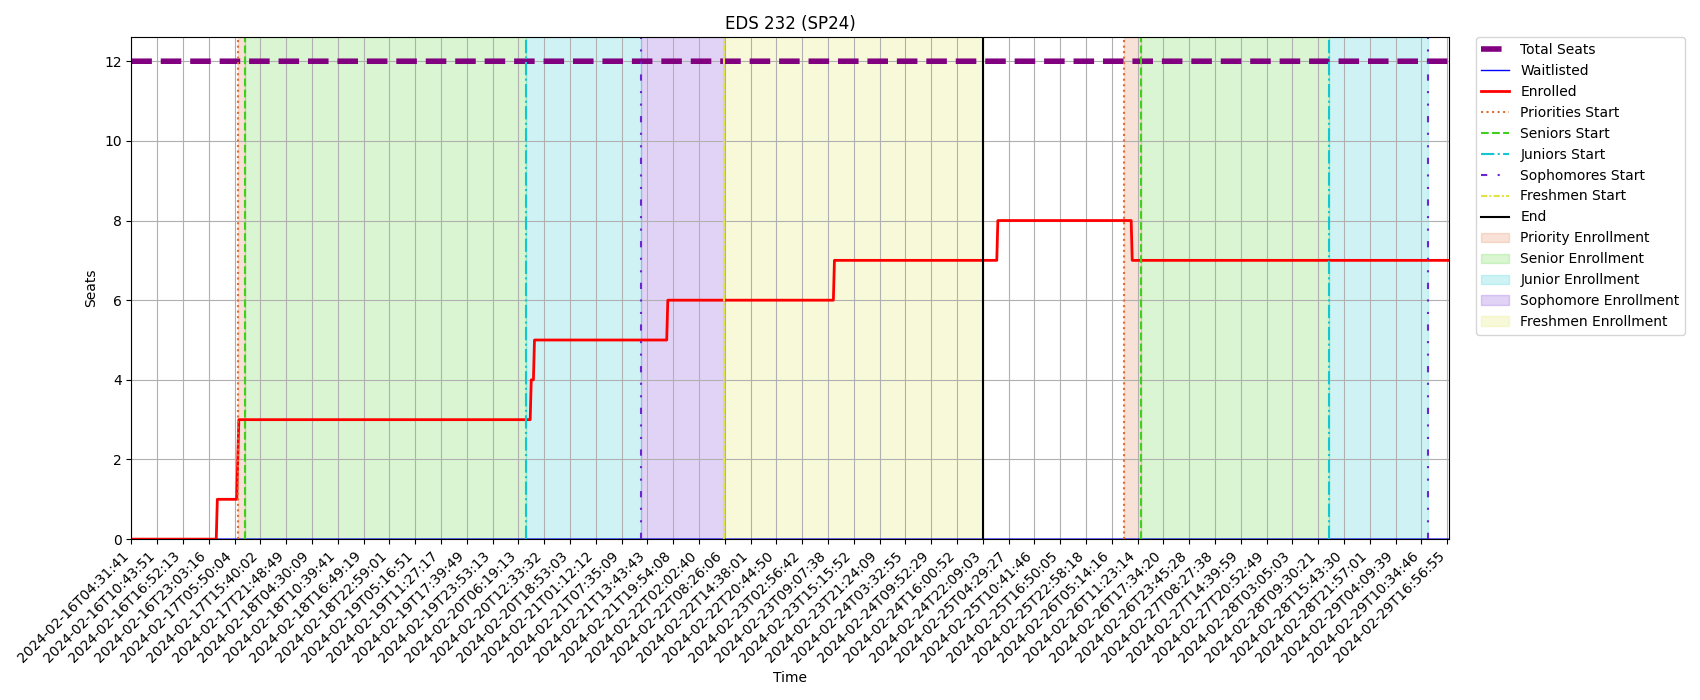 EDS 232 (SP24)
Seats
12
10
8
6
4
2
0
2024-02-16T04:31:41
2024-02-16T10:43:51
2024-02-16T16:52:13
2024-02-16T23:03:16
2024-02-17T05:50:04
2024-02-17T15:40:02
2024-02-17T21:48:49
2024-02-18T04:30:09
2024-02-18T10:39:41
2024-02-18T16:49:19
2024-02-18T22:59:01
2024-02-19T05:16:51
2024-02-19T11:27:17
2024-02-19T17:39:49
2024-02-19T23:53:13
2024-02-20T06:19:13
2024-02-20T12:33:32
2024-02-20T18:53:03
2024-02-21T01:12:12
2024-02-21T07:35:09
2024-02-21T13:43:43
2024-02-21T19:54:08
2024-02-22T02:02:40
2024-02-22T08:26:06
2024-02-22T14:38:01
2024-02-22T20:44:50
2024-02-23T02:56:42
2024-02-23T09:07:38
2024-02-23T15:15:52
2024-02-23T21:24:09
2024-02-24T03:32:55
2024-02-24T09:52:29
2024-02-24T16:00:52
2024-02-24T22:09:03
2024-02-25T04:29:27
2024-02-25T10:41:46
2024-02-25T16:50:05
2024-02-25T22:58:18
2024-02-26T05:14:16
2024-02-26T11:23:14
2024-02-26T17:34:20
2024-02-26T23:45:28
2024-02-27T08:27:38
2024-02-27T14:39:59
2024-02-27T20:52:49
2024-02-28T03:05:03
2024-02-28T09:30:21
2024-02-28T15:43:30
2024-02-28T21:57:01
2024-02-29T04:09:39
2024-02-29T10:34:46
2024-02-29T16:56:55
Time
Total Seats
Waitlisted
Enrolled
Priorities Start
Seniors Start
Juniors Start
Sophomores Start
Freshmen Start
End
Priority Enrollment
Senior Enrollment
Junior Enrollment
Sophomore Enrollment
Freshmen Enrollment